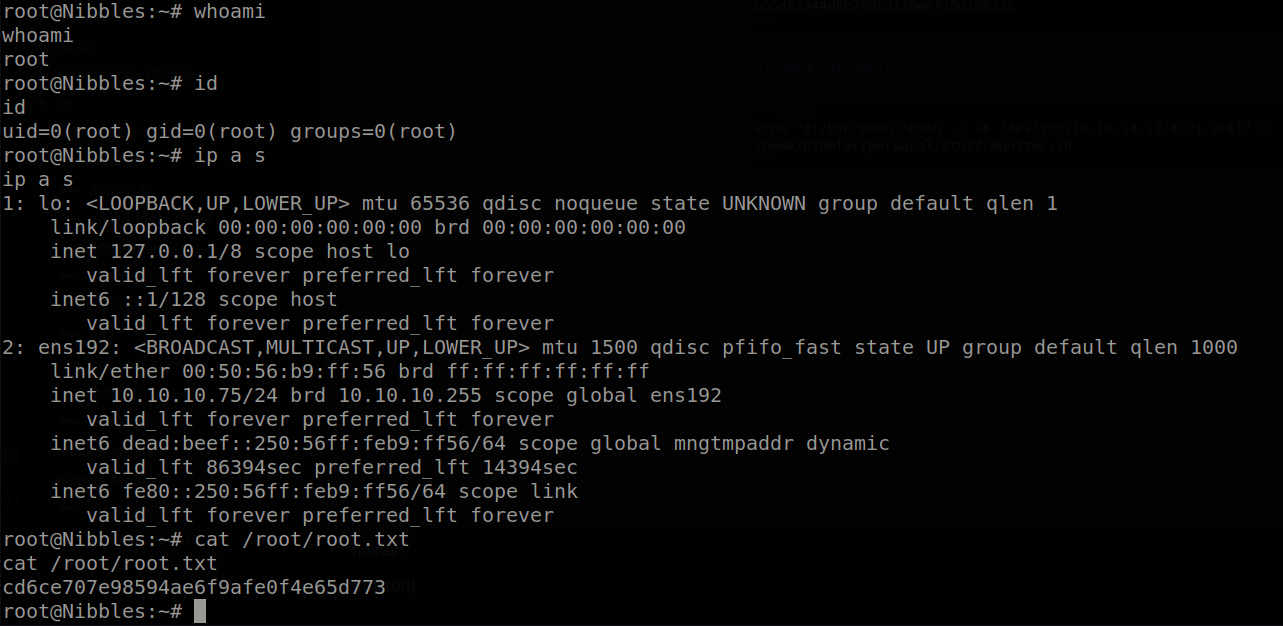 root@Nibbles:~# whoami
whoami
root
root@Nibbles:~# id
id
uid=0(root) gid=0(root) groups=0(root)
root@Nibbles:~# ip a s
ip a s
1: lo: <LOOPBACK,UP,LOWER_UP> mtu 65536 qdisc noqueue state UNKNOWN group default qlen 1
    link/loopback 00:00:00:00:00:00 brd 00:00:00:00:00:00
    inet 127.0.0.1/8 scope host lo
       valid_lft forever preferred_lft forever
    inet6 ::1/128 scope host
       valid_lft forever preferred_lft forever
2: ens192: <BROADCAST,MULTICAST,UP,LOWER_UP> mtu 1500 qdisc pfifo_fast state UP group default qlen 1000
    link/ether 00:50:56:b9:ff:56 brd ff:ff:ff:ff:ff:ff
    inet 10.10.10.75/24 brd 10.10.10.255 scope global ens192
       valid_lft forever preferred_lft forever
    inet6 dead:beef::250:56ff:feb9:ff56/64 scope global mngtmpaddr dynamic
       valid_lft 86394sec preferred_lft 14394sec
    inet6 fe80::250:56ff:feb9:ff56/64 scope link
       valid_lft forever preferred_lft forever
root@Nibbles:~# cat /root/root.txt
cat /root/root.txt
cd6ce707e98594ae6f9afe0f4e65d773
root@Nibbles:~#
/home/nibbler/personal/stuff/monitor.sh